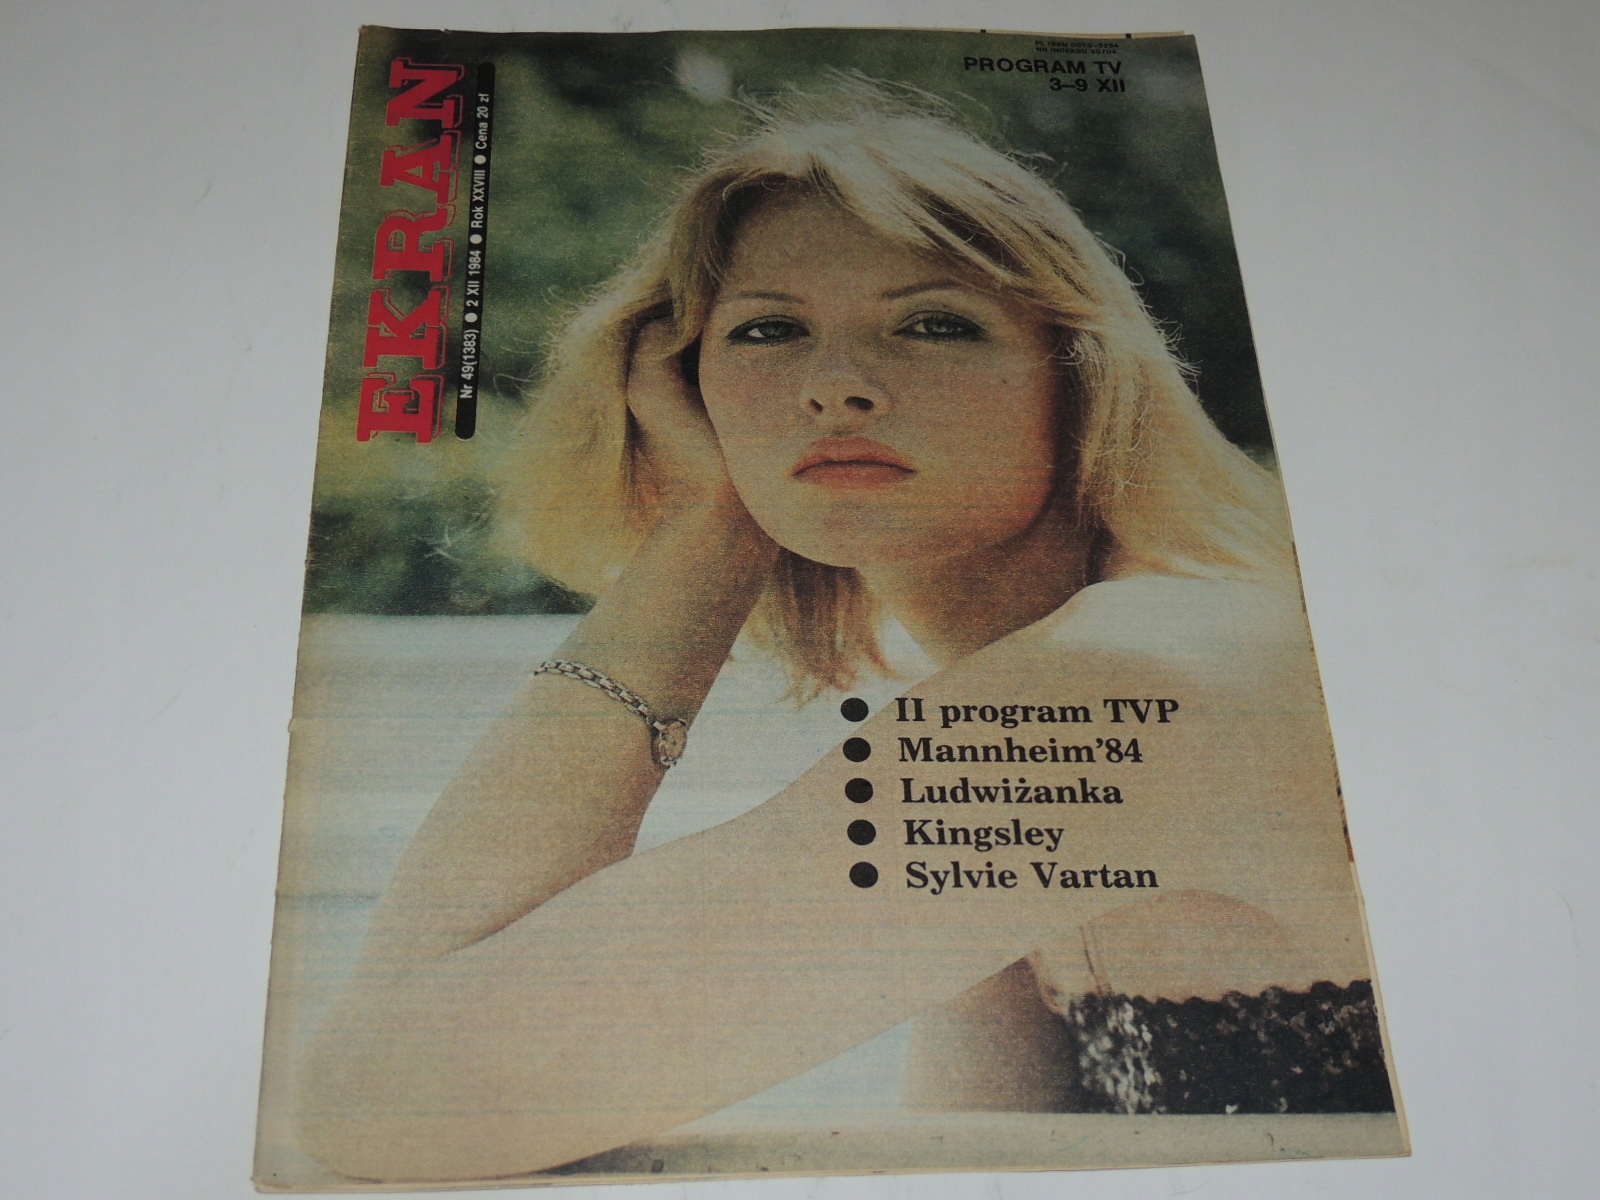 EKRAN
Nr 49(1383) ● 2 XII 1984 ● Rok XXVIII ● Cena 20 zł
PROGRAM TV
3–9 XII
● II program TVP
● Mannheim'84
● Ludwiżanka
● Kingsley
● Sylvie Vartan